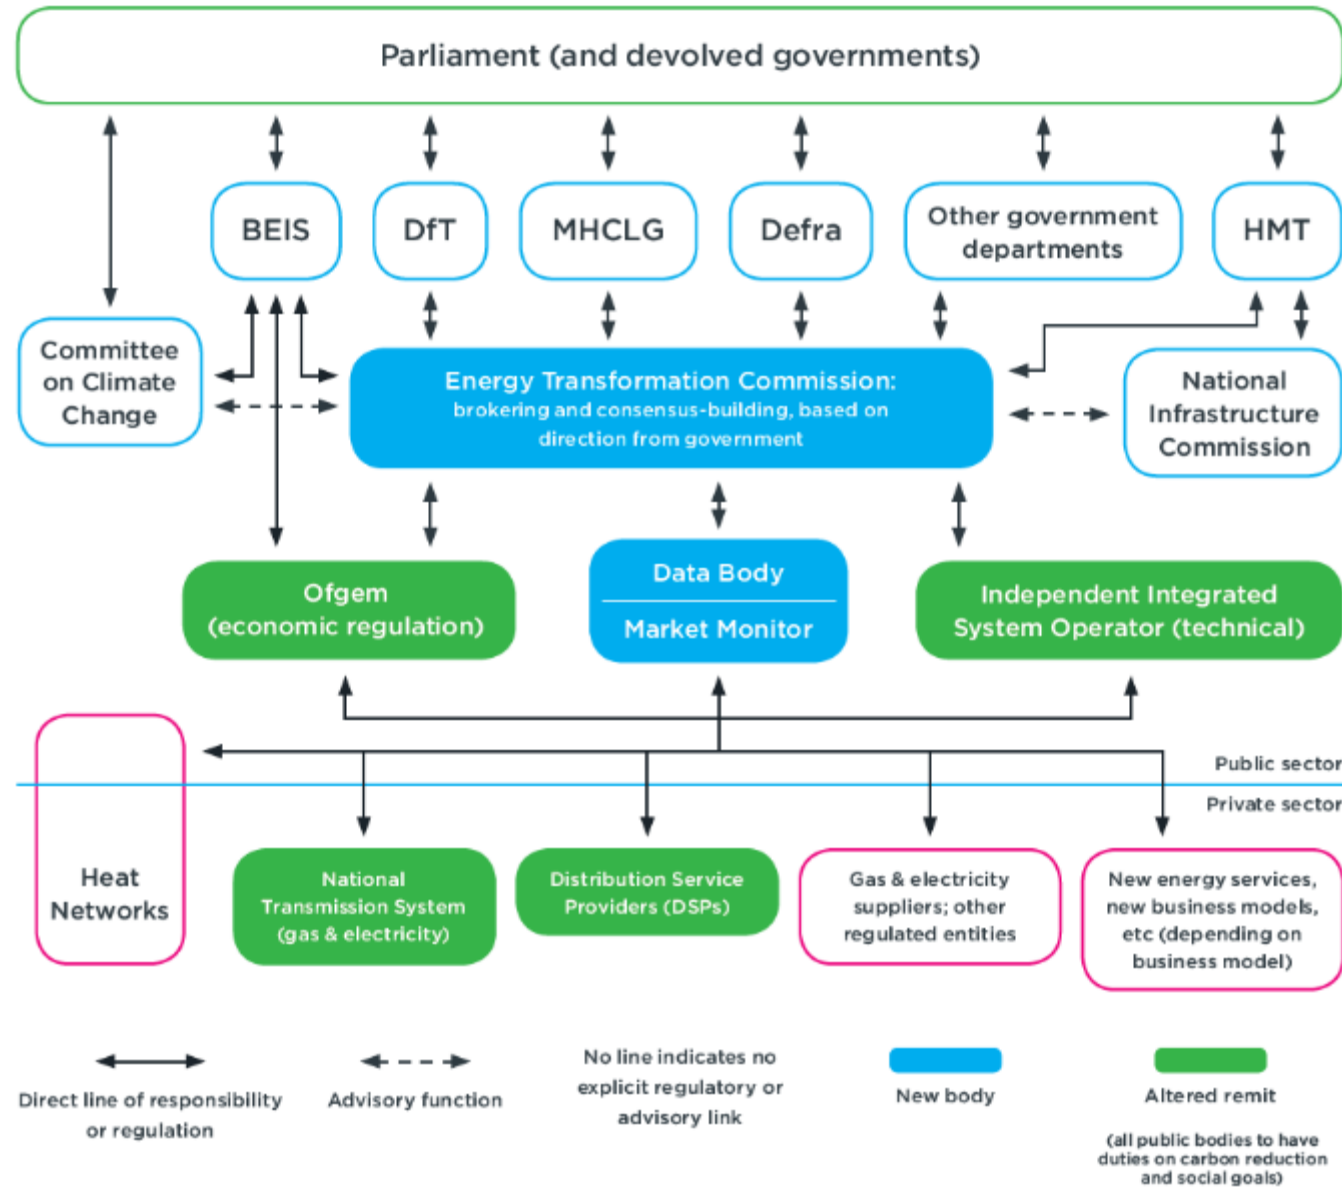 Parliament (and devolved governments)
BEIS
DfT
MHCLG
Defra
Other government
departments
HMT
Committee
on Climate
Change
Energy Transformation Commission:
brokering and consensus-building, based on
direction from government
National
Infrastructure
Commission
Ofgem
(economic regulation)
Data Body
Market Monitor
Independent Integrated
System Operator (technical)
Public sector
Private sector
Heat
Networks
National
Transmission System
(gas & electricity)
Distribution Service
Providers (DSPs)
Gas & electricity
suppliers; other
regulated entities
New energy services,
new business models,
etc (depending on
business model)
Direct line of responsibility
or regulation
Advisory function
No line indicates no
explicit regulatory or
advisory link
New body
Altered remit
(all public bodies to have
duties on carbon reduction
and social goals)